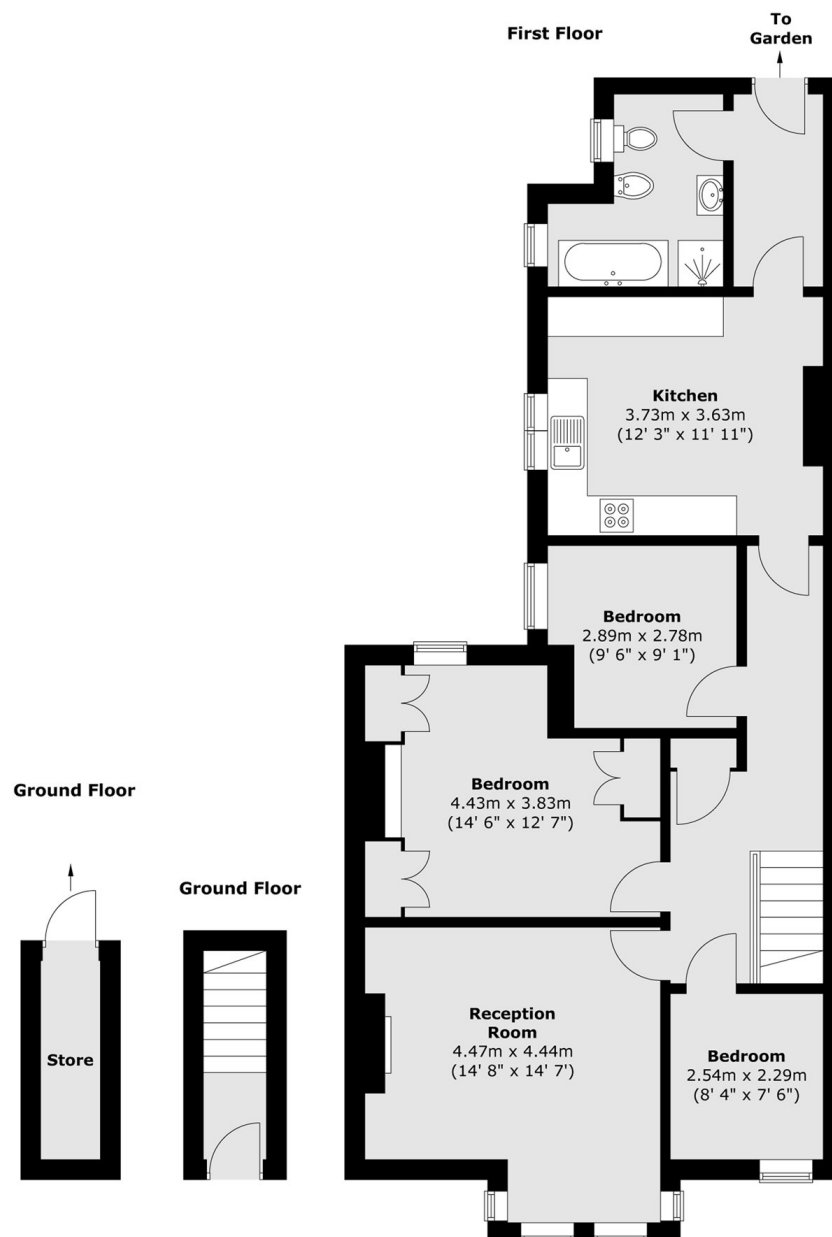 First Floor
To
Garden
Kitchen
3.73m x 3.63m
(12' 3" x 11' 11")
Bedroom
2.89m x 2.78m
(9' 6" x 9' 1")
Bedroom
4.43m x 3.83m
(14' 6" x 12' 7")
Ground Floor
Ground Floor
Store
Reception
Room
4.47m x 4.44m
(14' 8" x 14' 7')
Bedroom
2.54m x 2.29m
(8' 4" x 7' 6")